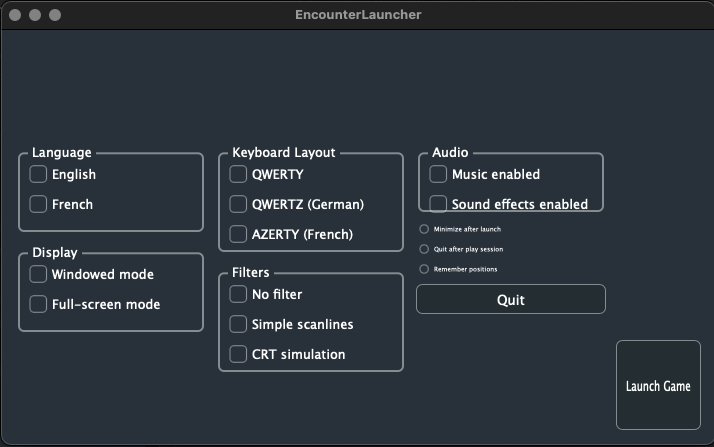 EncounterLauncher
Language
English
French
Display
Windowed mode
Full-screen mode
Keyboard Layout
QWERTY
QWERTZ (German)
AZERTY (French)
Filters
No filter
Simple scanlines
CRT simulation
Audio
Music enabled
Sound effects enabled
Minimize after launch
Quit after play session
Remember positions
Quit
Launch Game